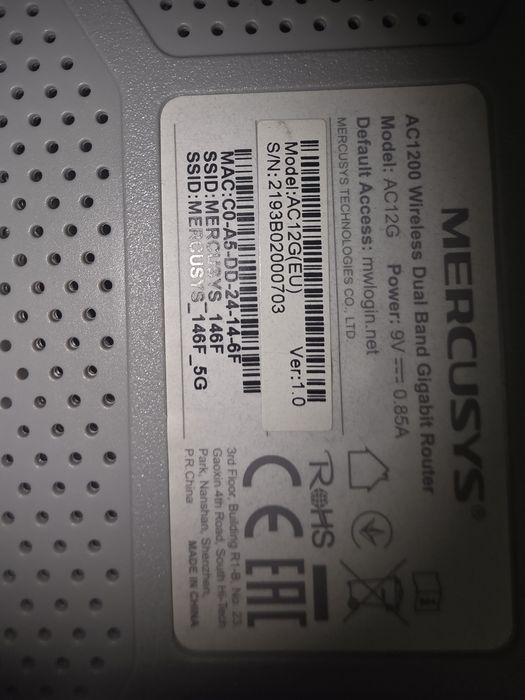 MERCUSYS®
AC1200 Wireless Dual Band Gigabit Router
Model: AC12G Power: 9V ⎓ 0.85A
Default Access: mwlogin.net
MERCUSYS TECHNOLOGIES CO., LTD
Model:AC12G(EU) Ver:1.0
S/N:2193B02000703
MAC:C0-A5-DD-24-14-6F
SSID:MERCUSYS_146F
SSID:MERCUSYS_146F_5G
RoHS
CE EAC
3rd Floor, Building R1-B, No. 23,
Gaoxin 4th Road, South Hi-Tech
Park, Nanshan, Shenzhen,
P.R.China MADE IN CHINA